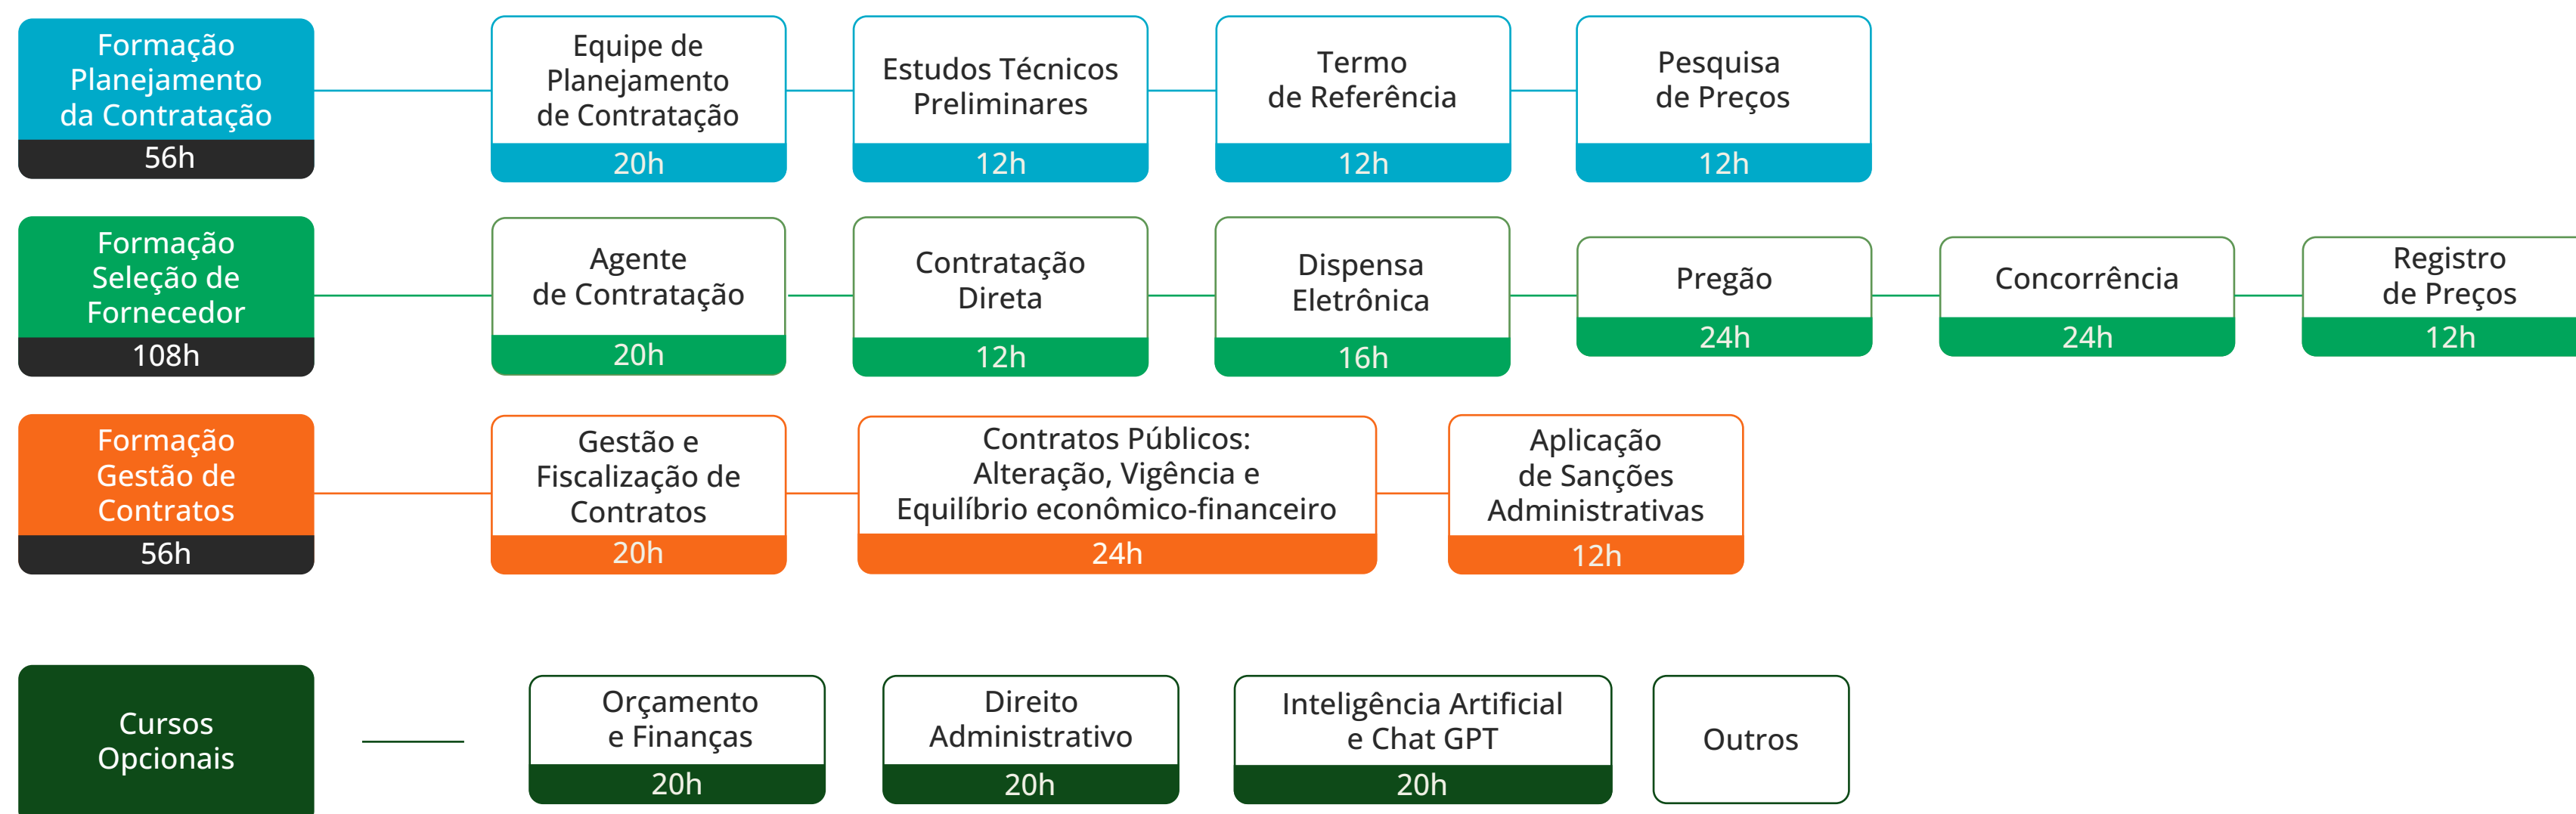 Formação
Planejamento
da Contratação
56h
Equipe de
Planejamento
de Contratação
20h
Estudos Técnicos
Preliminares
12h
Termo
de Referência
12h
Pesquisa
de Preços
12h
Formação
Seleção de
Fornecedor
108h
Agente
de Contratação
20h
Contratação
Direta
12h
Dispensa
Eletrônica
16h
Pregão
24h
Concorrência
24h
Registro
de Preços
12h
Formação
Gestão de
Contratos
56h
Gestão e
Fiscalização de
Contratos
20h
Contratos Públicos:
Alteração, Vigência e
Equilíbrio econômico-financeiro
24h
Aplicação
de Sanções
Administrativas
12h
Cursos
Opcionais
Orçamento
e Finanças
20h
Direito
Administrativo
20h
Inteligência Artificial
e Chat GPT
20h
Outros